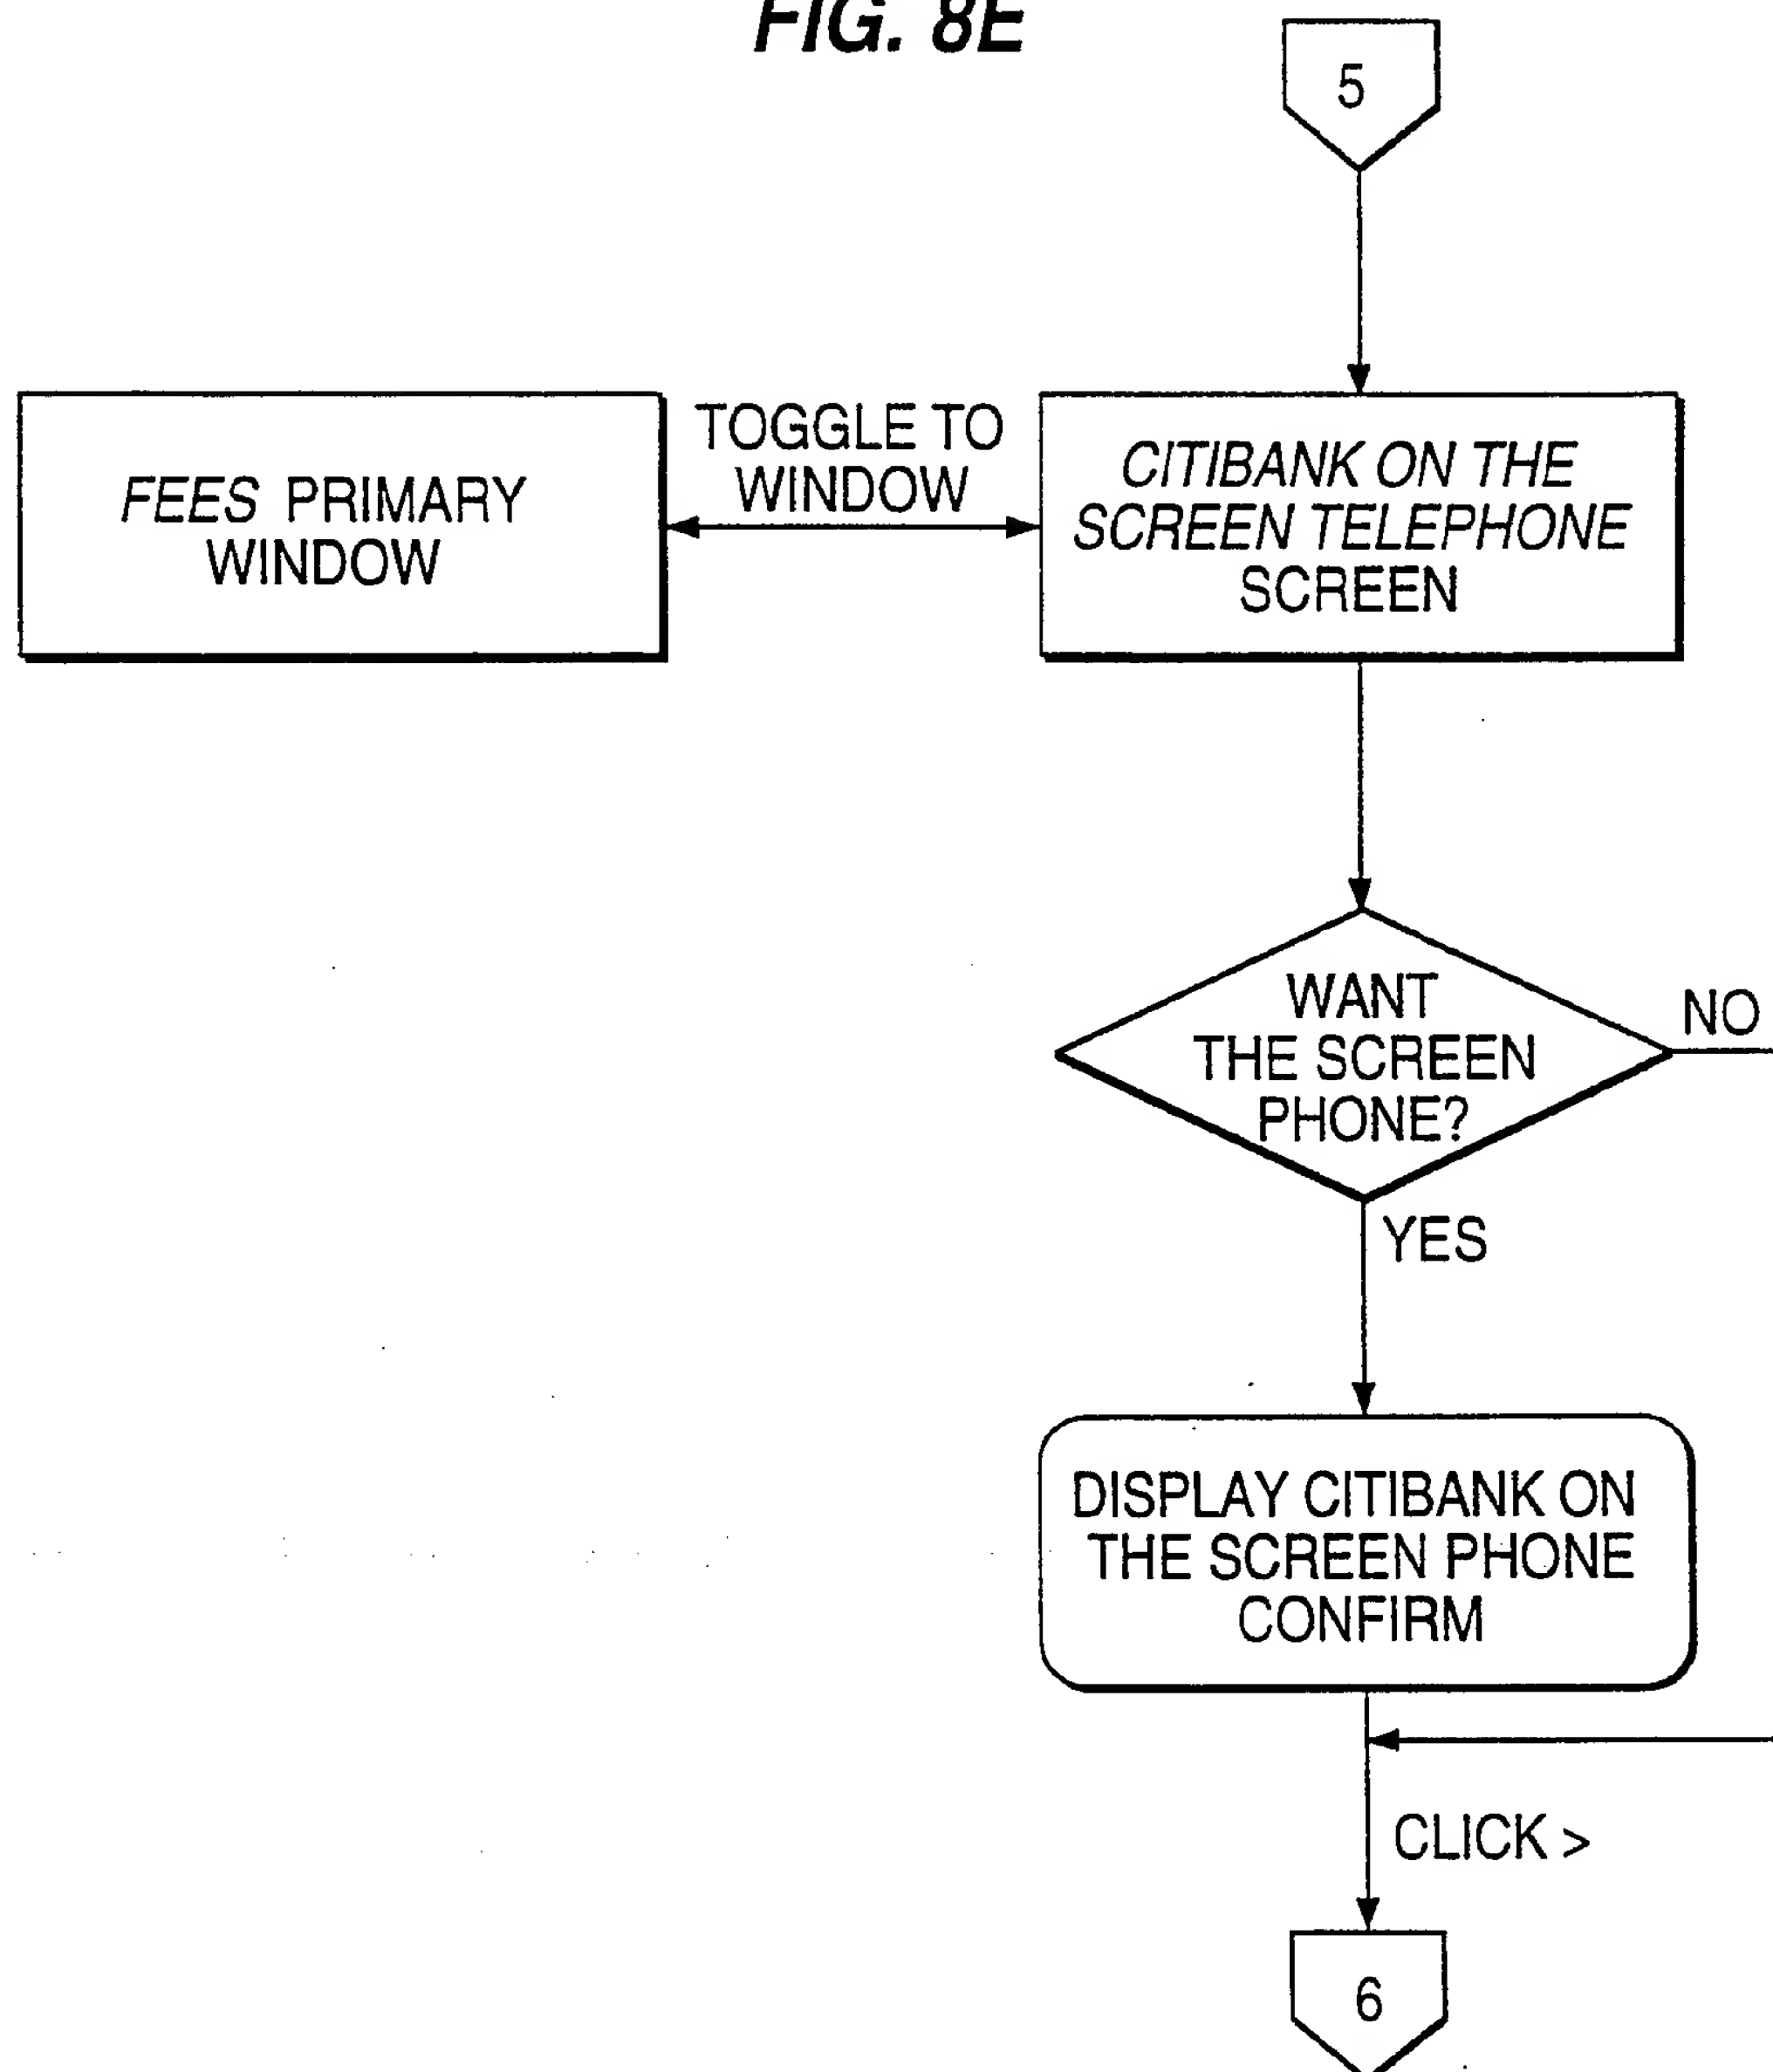 FIG. 8E
5
FEES PRIMARY
WINDOW
TOGGLE TO
WINDOW
CITIBANK ON THE
SCREEN TELEPHONE
SCREEN
WANT
THE SCREEN
PHONE?
NO
YES
DISPLAY CITIBANK ON
THE SCREEN PHONE
CONFIRM
CLICK >
6